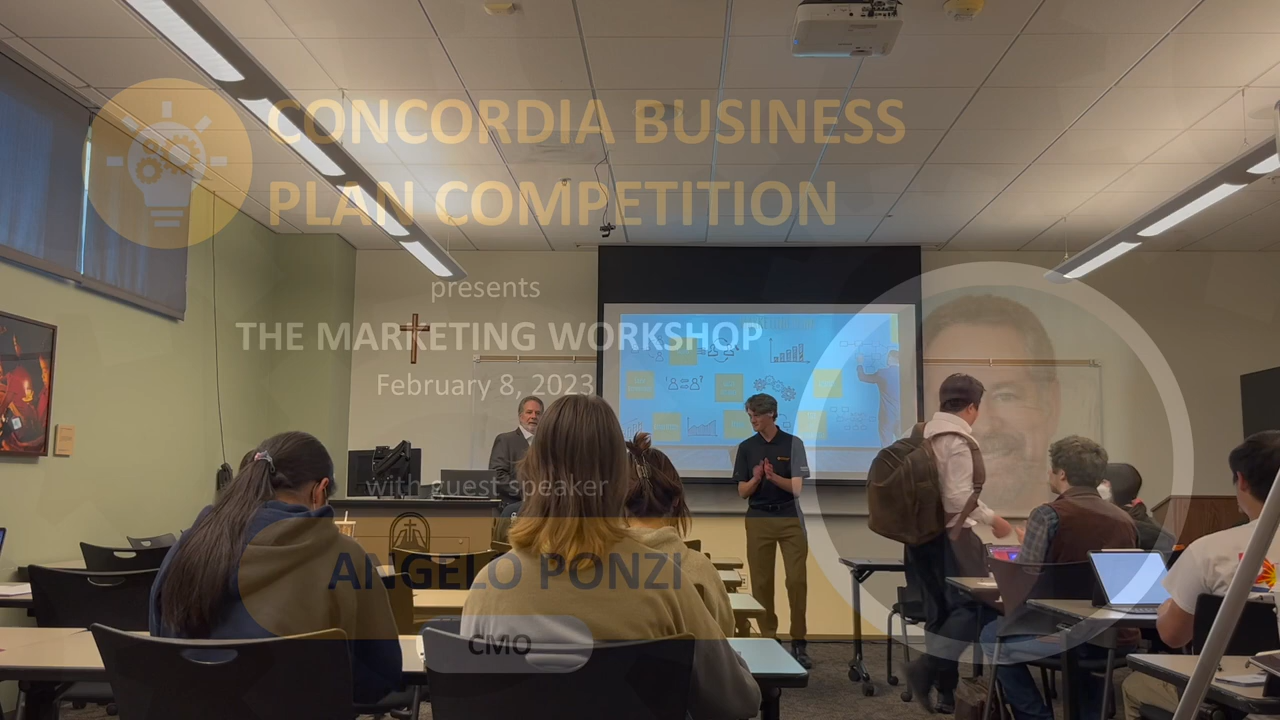 CONCORDIA BUSINESS
PLAN COMPETITION
presents
THE MARKETING WORKSHOP
February 8, 2023
with guest speaker
ANGELO PONZI
CMO